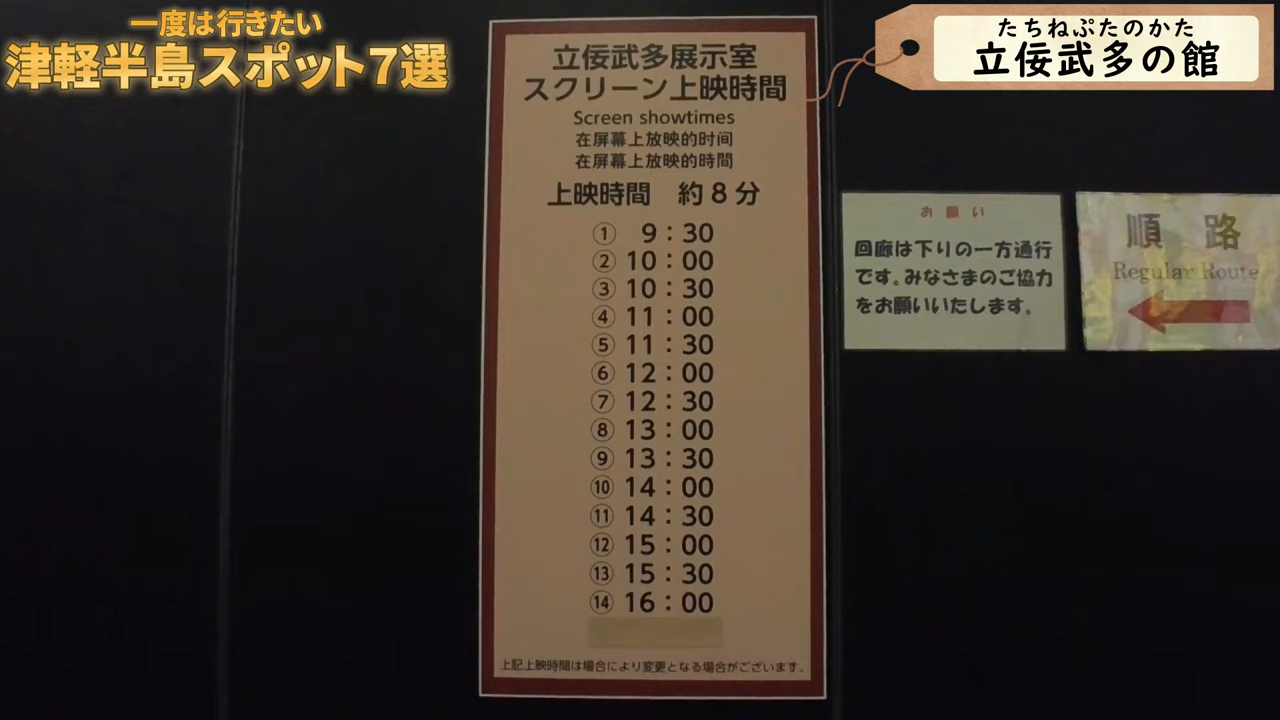 一度は行きたい
津軽半島スポット7選
たちねぷたのかた
立佞武多の館
立佞武多展示室
スクリーン上映時間
Screen showtimes
在屏幕上放映的时间
在屏幕上放映的時間
上映時間 約8分
① 9：30
② 10：00
③ 10：30
④ 11：00
⑤ 11：30
⑥ 12：00
⑦ 12：30
⑧ 13：00
⑨ 13：30
⑩ 14：00
⑪ 14：30
⑫ 15：00
⑬ 15：30
⑭ 16：00
上記上映時間は場合により変更となる場合がございます。
お願い
回廊は下りの一方通行
です。みなさまのご協力
をお願いいたします。
順路
Regular Route